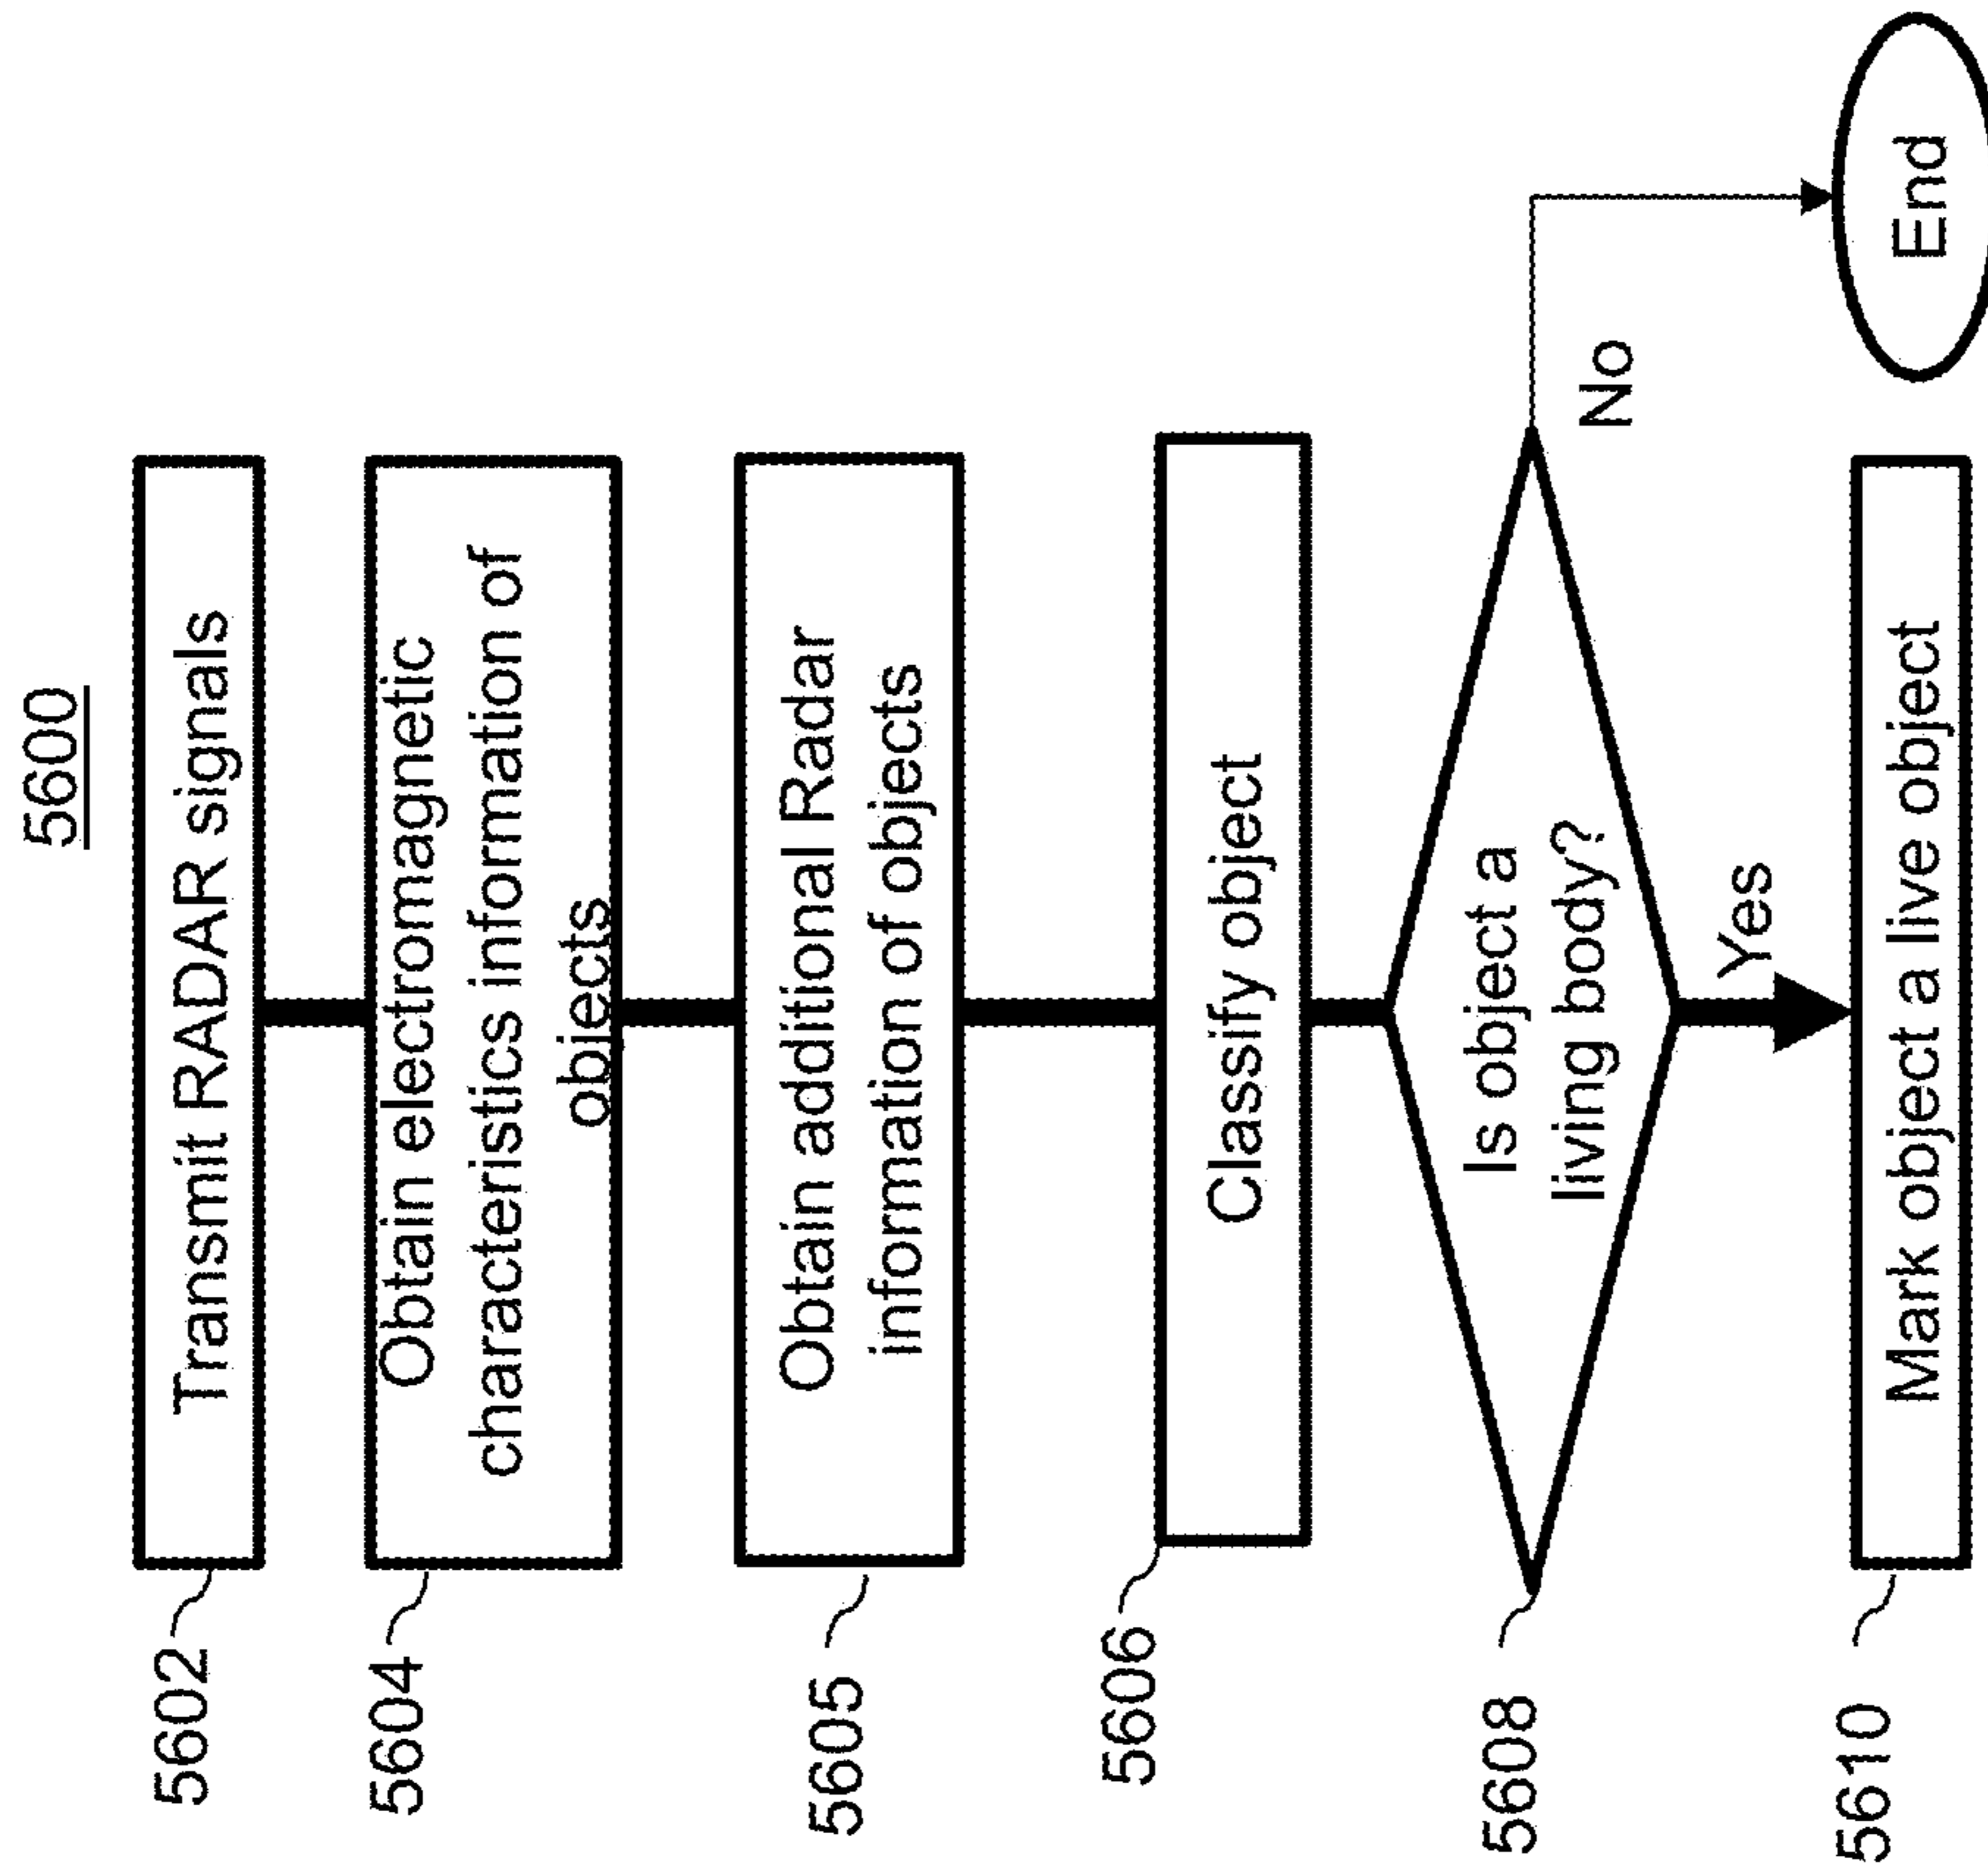 5600
5602
Transmit RADAR signals
5604
Obtain electromagnetic
characteristics information of
objects
5605
Obtain additional Radar
information of objects
5606
Classify object
5608
Is object a
living body?
No
Yes
5610
Mark object a live object
End